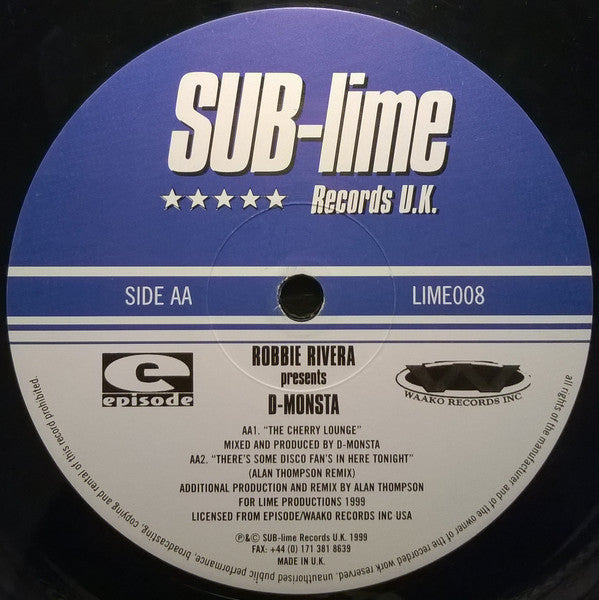 SUB-lime
★★★★★ Records U.K.
SIDE AA
LIME008
e
episode
ROBBIE RIVERA
presents
D-MONSTA
WAAKO RECORDS INC
AA1. "THE CHERRY LOUNGE"
MIXED AND PRODUCED BY D-MONSTA
AA2. "THERE'S SOME DISCO FAN'S IN HERE TONIGHT"
(ALAN THOMPSON REMIX)
ADDITIONAL PRODUCTION AND REMIX BY ALAN THOMPSON
FOR LIME PRODUCTIONS 1999
LICENSED FROM EPISODE/WAAKO RECORDS INC USA
℗&© SUB-lime Records U.K. 1999
FAX: +44 (0) 171 381 8639
MADE IN U.K.
all rights of the manufacturer and of the owner of the recorded work reserved. unauthorised public performance, broadcasting, copying and rental of this record prohibited.